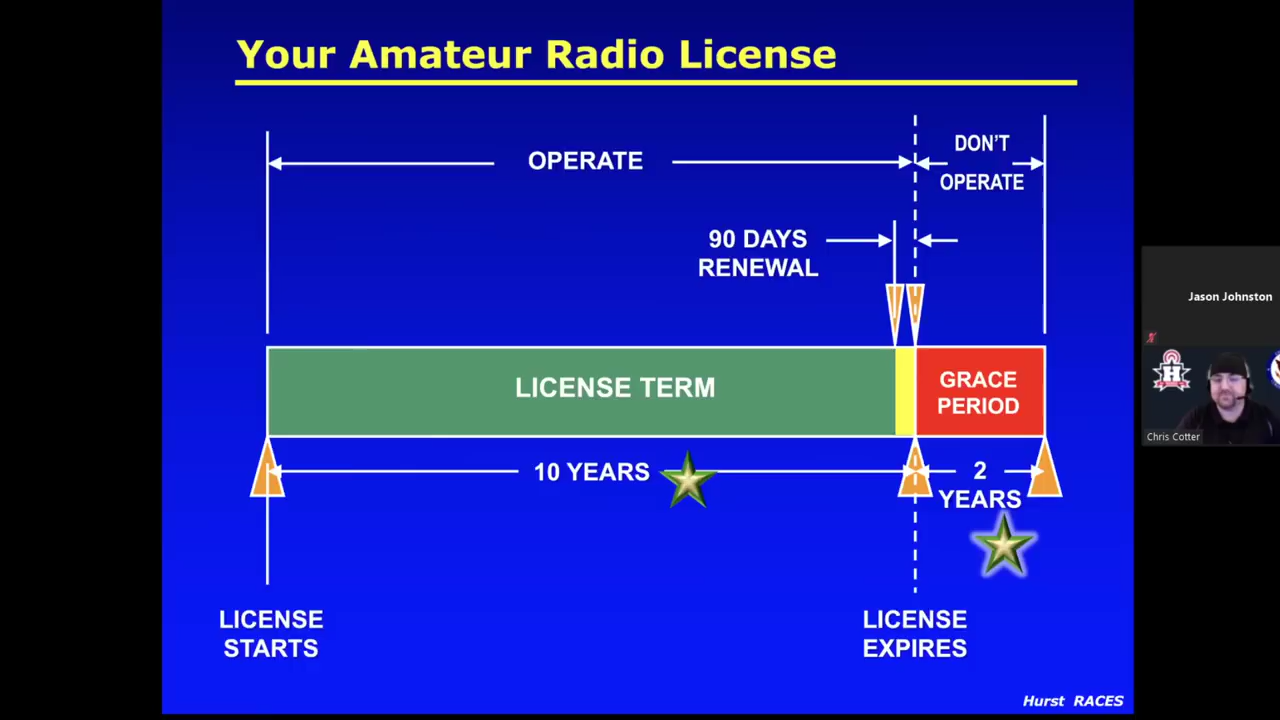 Your Amateur Radio License
OPERATE
DON'T
OPERATE
90 DAYS
RENEWAL
LICENSE TERM
GRACE
PERIOD
10 YEARS
2
YEARS
LICENSE
STARTS
LICENSE
EXPIRES
Hurst RACES
Jason Johnston
H
Chris Cotter